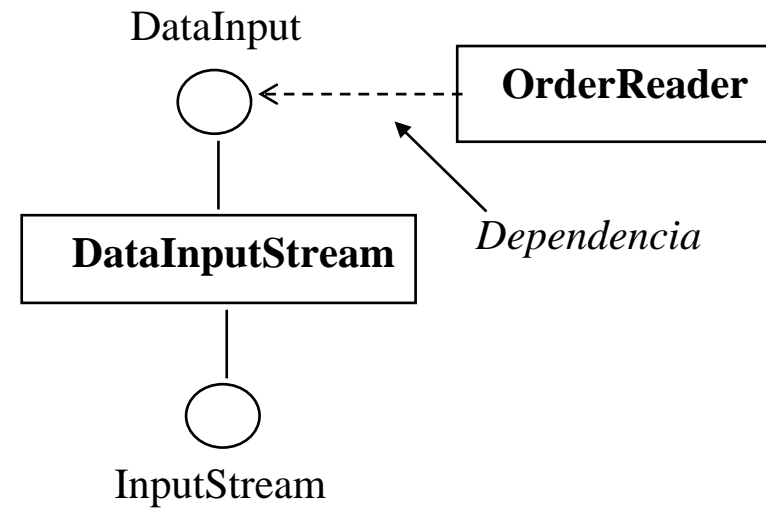 DataInput
OrderReader
Dependencia
DataInputStream
InputStream